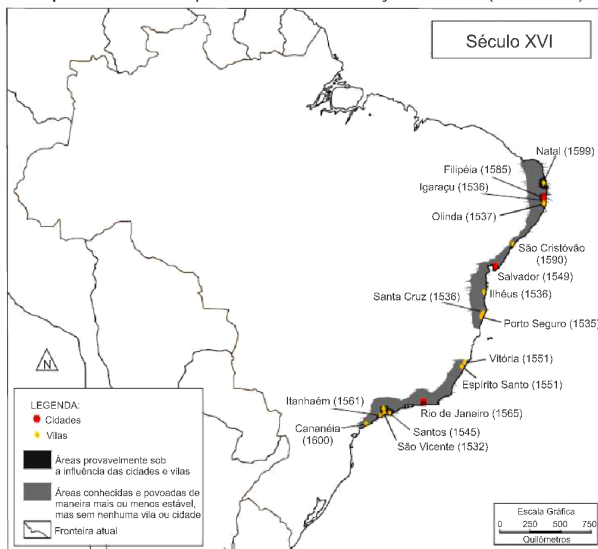 Século XVI
Natal (1599)
Filipéia (1585)
Igaraçu (1536)
Olinda (1537)
São Cristóvão
(1590)
Salvador (1549)
Ilhéus (1536)
Santa Cruz (1536)
Porto Seguro (1535)
Vitória (1551)
Espírito Santo (1551)
Itanhaém (1561)
Rio de Janeiro (1565)
Cananéia
(1600)
Santos (1545)
São Vicente (1532)
N
LEGENDA:
Cidades
Vilas
Áreas provavelmente sob
a influência das cidades e vilas
Áreas conhecidas e povoadas de
maneira mais ou menos estável,
mas sem nenhuma vila ou cidade
Fronteira atual
Escala Gráfica
0 250 500 750
Quilômetros